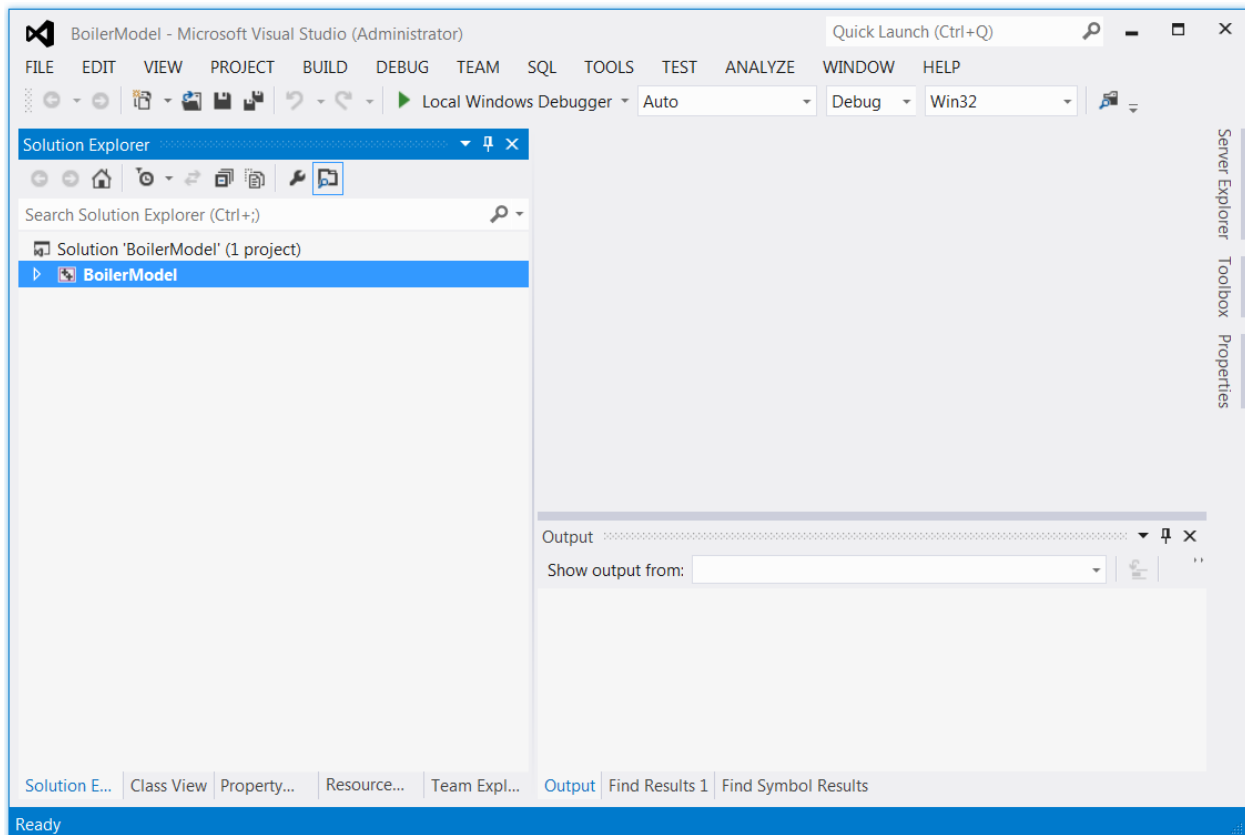 BoilerModel - Microsoft Visual Studio (Administrator)
Quick Launch (Ctrl+Q)
FILE EDIT VIEW PROJECT BUILD DEBUG TEAM SQL TOOLS TEST ANALYZE WINDOW HELP
Local Windows Debugger Auto Debug Win32
Solution Explorer
Search Solution Explorer (Ctrl+;)
Solution 'BoilerModel' (1 project)
BoilerModel
Server Explorer
Toolbox
Properties
Output
Show output from:
Solution E... Class View Property... Resource... Team Expl...
Output Find Results 1 Find Symbol Results
Ready